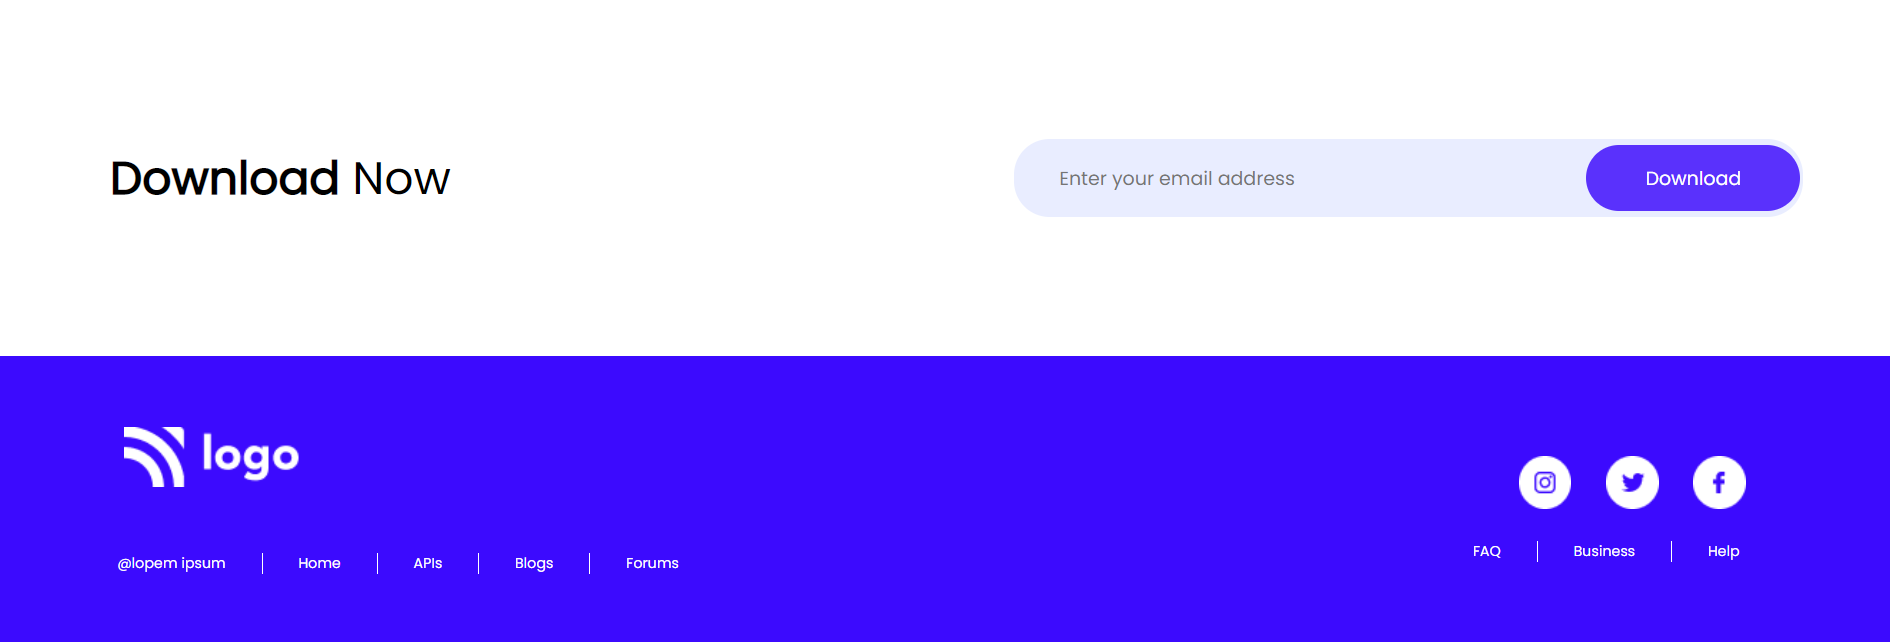 Download Now
Enter your email address
Download
logo
@lopem ipsum
Home
APIs
Blogs
Forums
FAQ
Business
Help